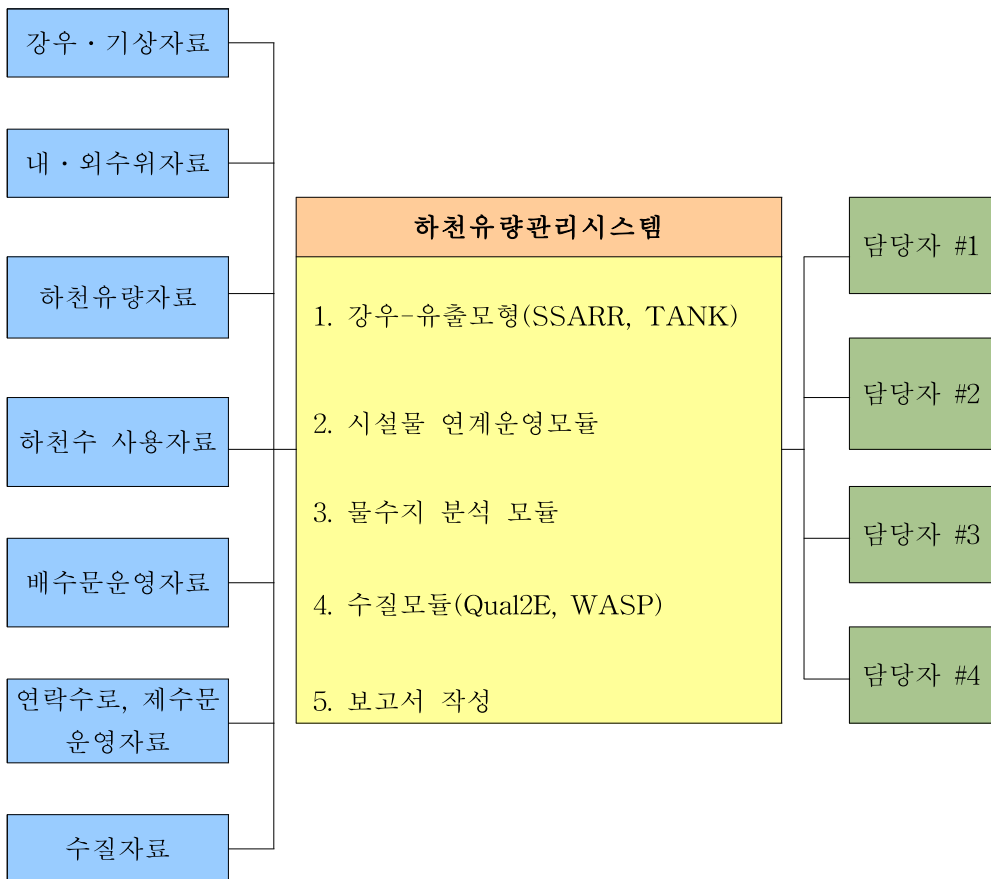 강우·기상자료
내·외수위자료
하천유량자료
하천수 사용자료
배수문운영자료
연락수로, 제수문
운영자료
수질자료
하천유량관리시스템
1. 강우-유출모형(SSARR, TANK)
2. 시설물 연계운영모듈
3. 물수지 분석 모듈
4. 수질모듈(Qual2E, WASP)
5. 보고서 작성
담당자 #1
담당자 #2
담당자 #3
담당자 #4